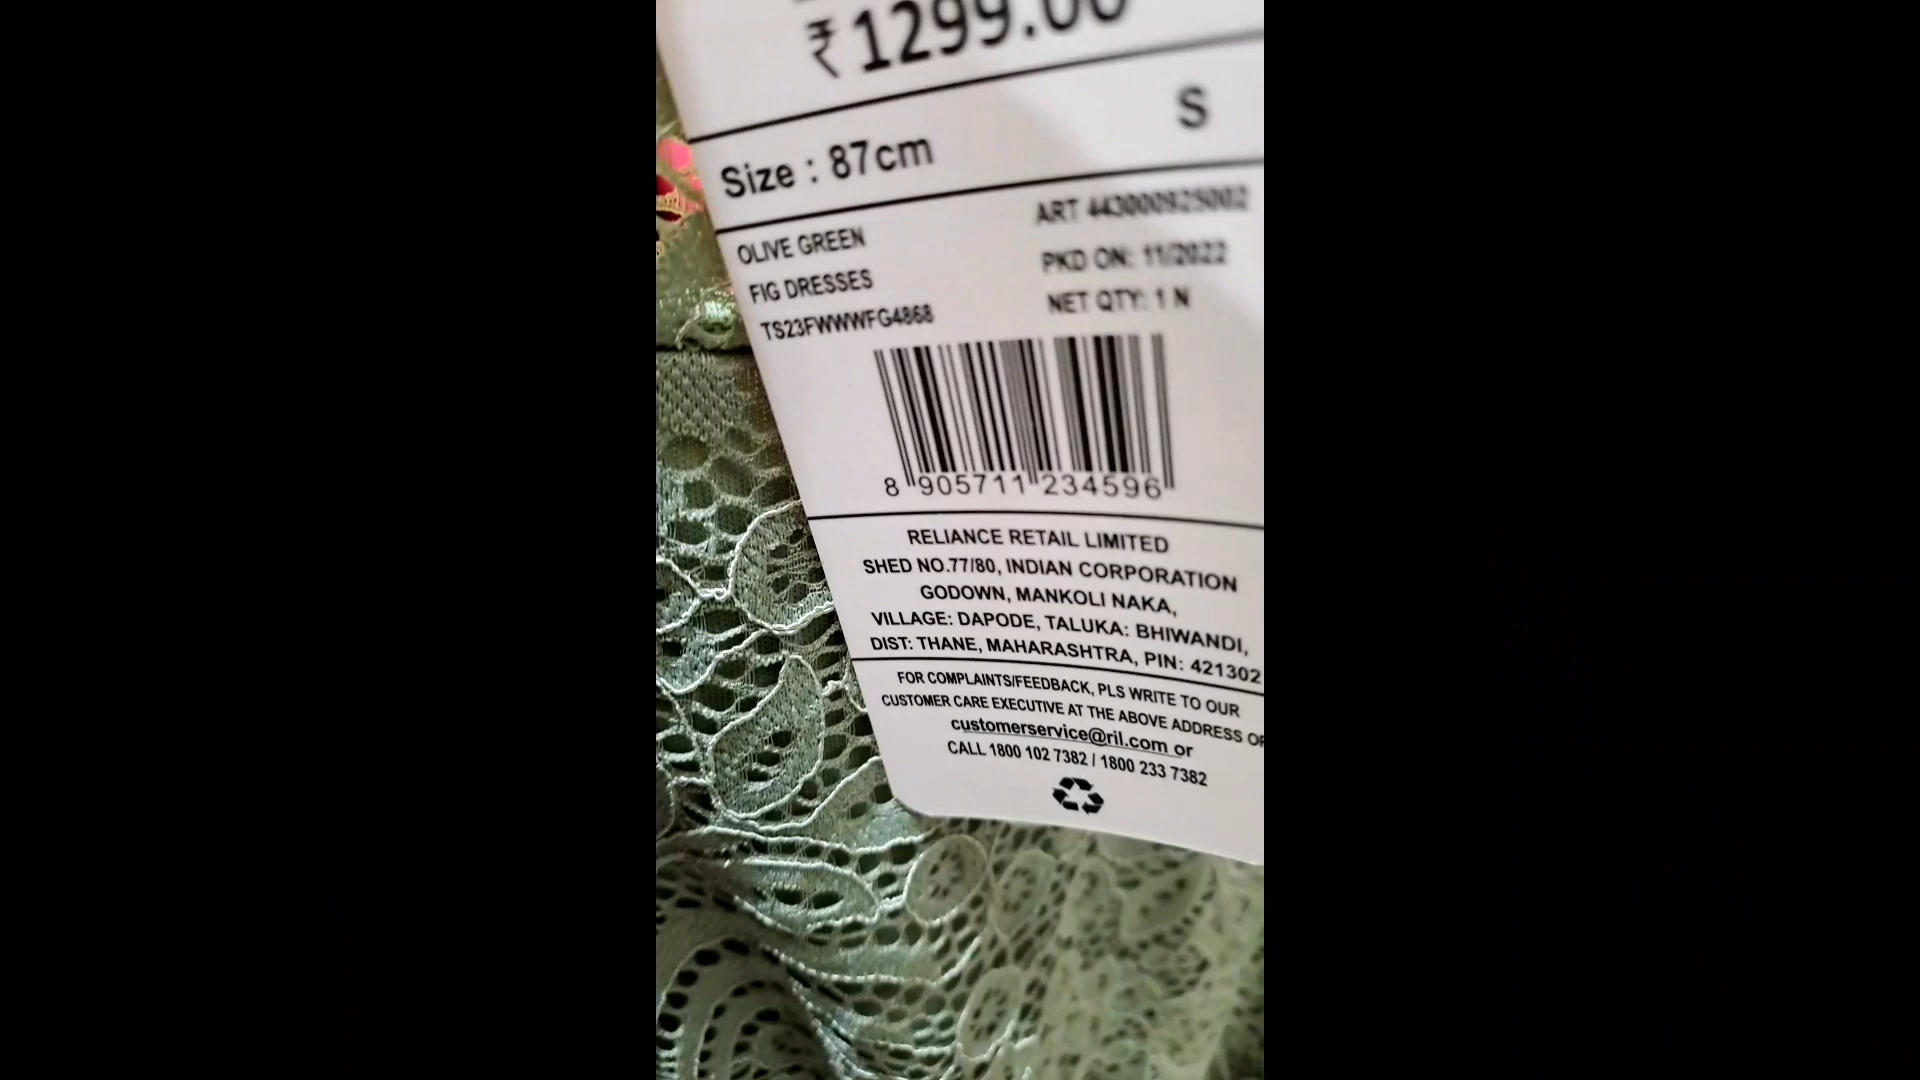 ₹1299.00
S
Size : 87cm
ART 443000925002
OLIVE GREEN
PKD ON: 11/2022
FIG DRESSES
NET QTY: 1 N
TS23FWWWFG4868
8 905711 234596
RELIANCE RETAIL LIMITED
SHED NO.77/80, INDIAN CORPORATION
GODOWN, MANKOLI NAKA,
VILLAGE: DAPODE, TALUKA: BHIWANDI,
DIST: THANE, MAHARASHTRA, PIN: 421302
FOR COMPLAINTS/FEEDBACK, PLS WRITE TO OUR
CUSTOMER CARE EXECUTIVE AT THE ABOVE ADDRESS OR
customerservice@ril.com or
CALL 1800 102 7382 / 1800 233 7382